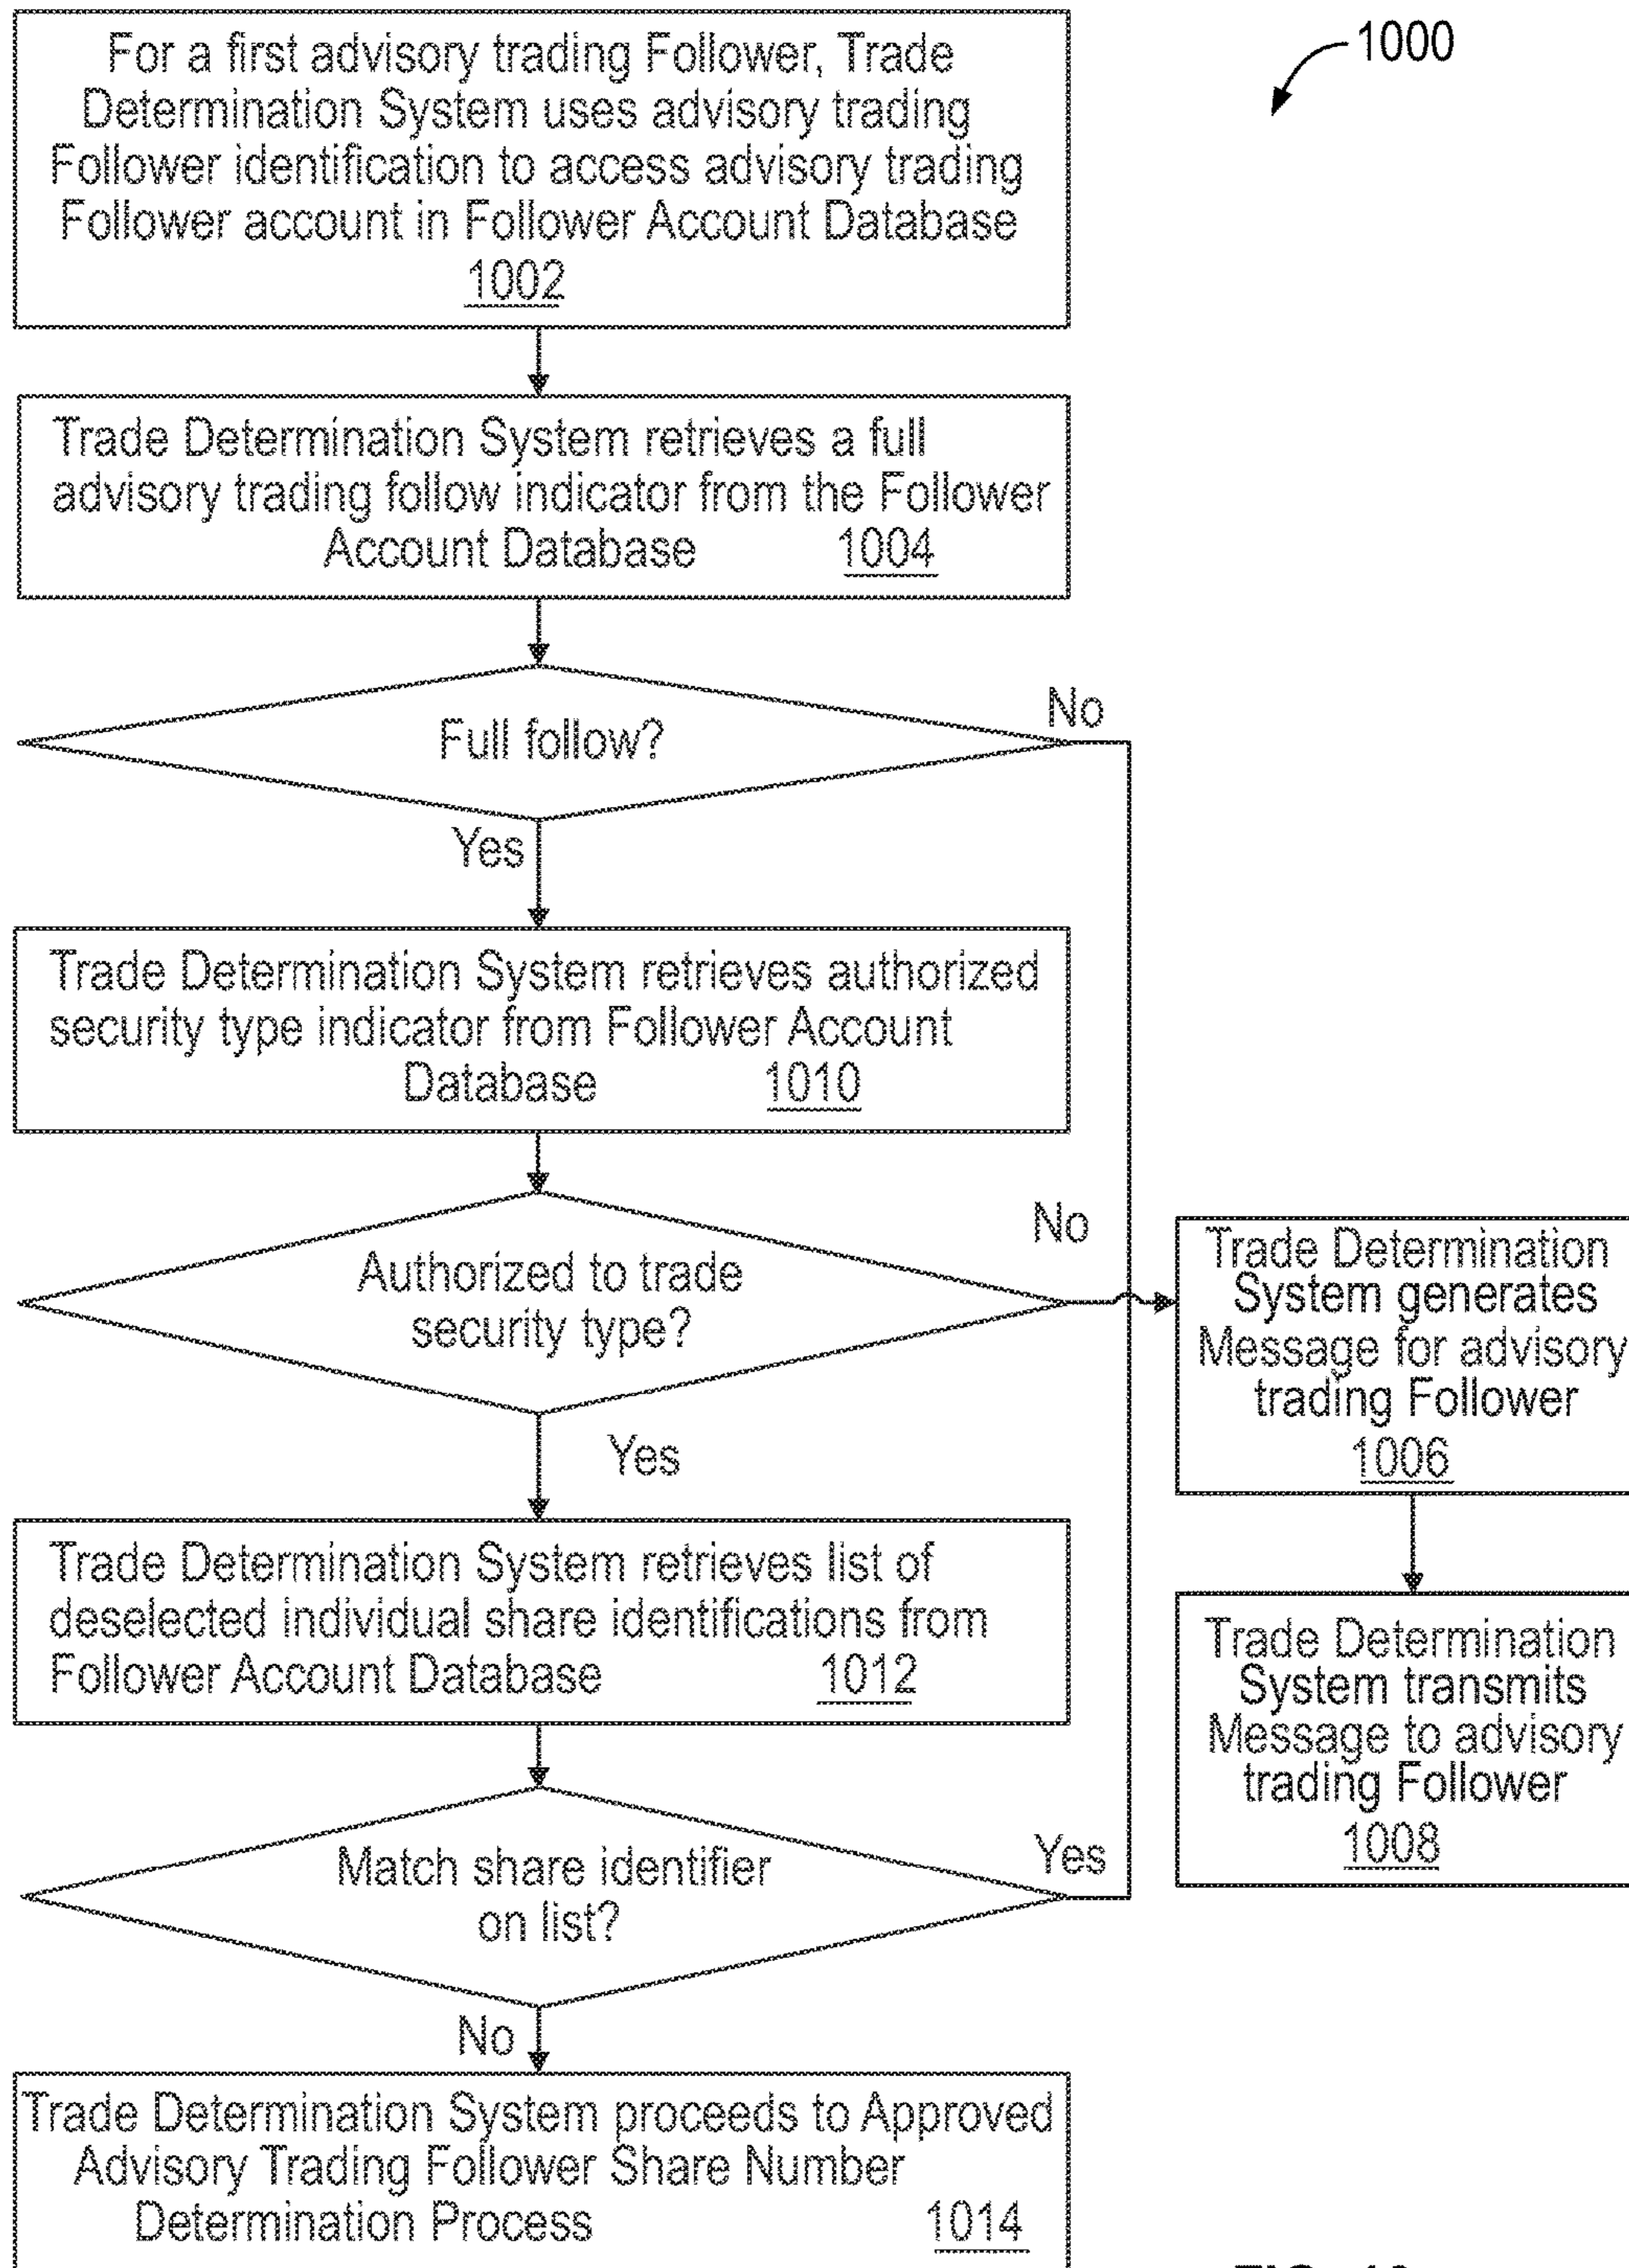 1000
For a first advisory trading Follower, Trade
Determination System uses advisory trading
Follower identification to access advisory trading
Follower account in Follower Account Database
1002
Trade Determination System retrieves a full
advisory trading follow indicator from the Follower
Account Database 1004
Full follow?
No
Yes
Trade Determination System retrieves authorized
security type indicator from Follower Account
Database 1010
Authorized to trade
security type?
No
Yes
Trade Determination
System generates
Message for advisory
trading Follower
1006
Trade Determination
System transmits
Message to advisory
trading Follower
1008
Trade Determination System retrieves list of
deselected individual share identifications from
Follower Account Database 1012
Match share identifier
on list?
Yes
No
Trade Determination System proceeds to Approved
Advisory Trading Follower Share Number
Determination Process 1014